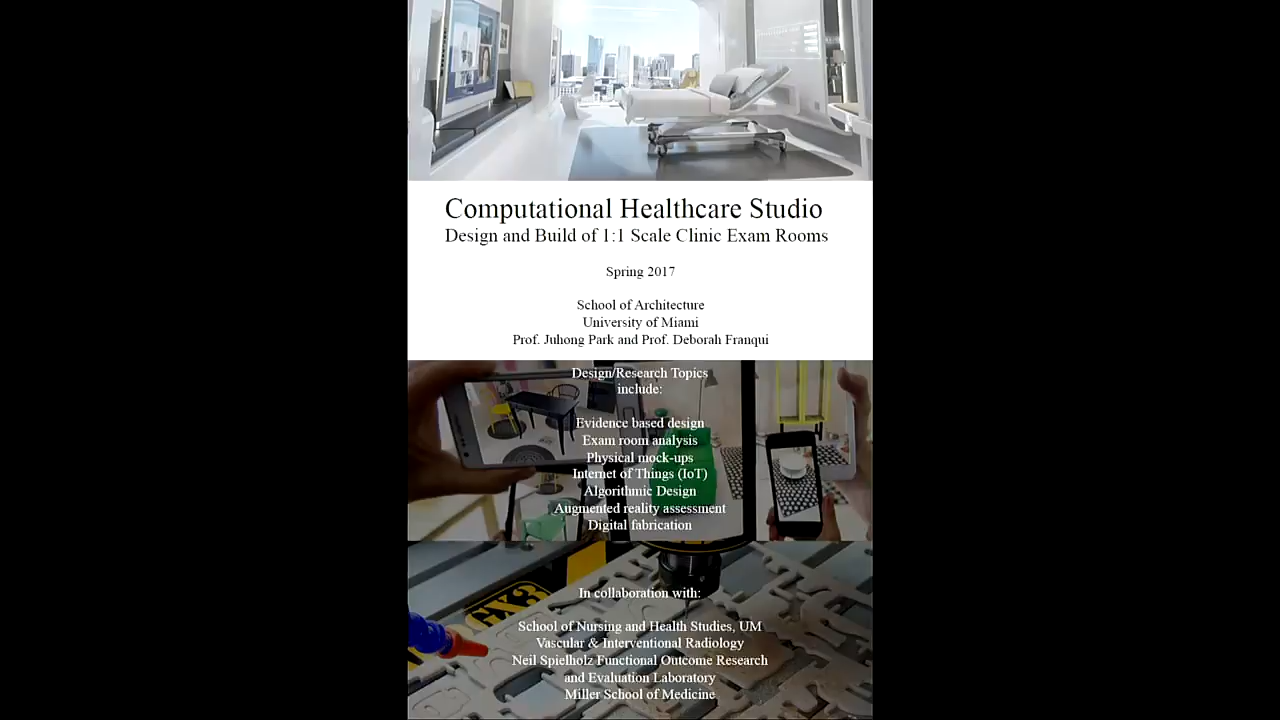 Computational Healthcare Studio
Design and Build of 1:1 Scale Clinic Exam Rooms
Spring 2017
School of Architecture
University of Miami
Prof. Juhong Park and Prof. Deborah Franqui
Design/Research Topics
include:
Evidence based design
Exam room analysis
Physical mock-ups
Internet of Things (IoT)
Algorithmic Design
Augmented reality assessment
Digital fabrication
GX3
In collaboration with:
School of Nursing and Health Studies, UM
Vascular & Interventional Radiology
Neil Spielholz Functional Outcome Research
and Evaluation Laboratory
Miller School of Medicine